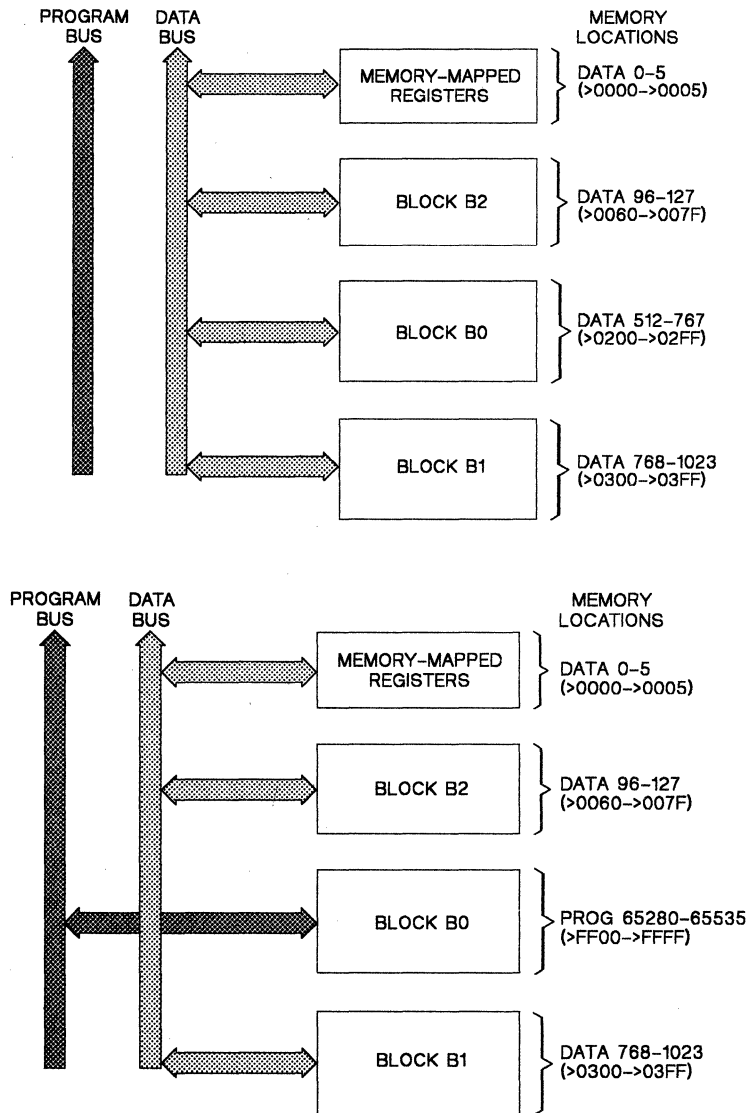 PROGRAM BUS
DATA BUS
MEMORY LOCATIONS
MEMORY-MAPPED REGISTERS
DATA 0-5
(>0000->0005)
BLOCK B2
DATA 96-127
(>0060->007F)
BLOCK B0
DATA 512-767
(>0200->02FF)
BLOCK B1
DATA 768-1023
(>0300->03FF)
PROGRAM BUS
DATA BUS
MEMORY LOCATIONS
MEMORY-MAPPED REGISTERS
DATA 0-5
(>0000->0005)
BLOCK B2
DATA 96-127
(>0060->007F)
BLOCK B0
PROG 65280-65535
(>FF00->FFFF)
BLOCK B1
DATA 768-1023
(>0300->03FF)